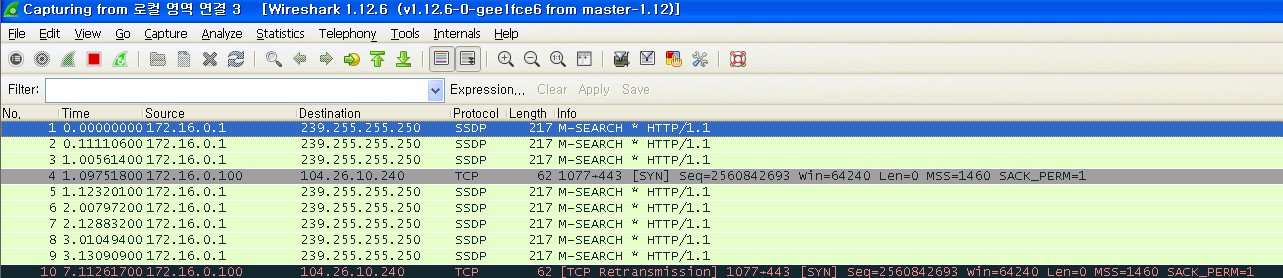 Capturing from 로컬 영역 연결 3 [Wireshark 1.12.6 (v1.12.6-0-gee1fce6 from master-1.12)]
File Edit View Go Capture Analyze Statistics Telephony Tools Internals Help
Filter: Expression... Clear Apply Save
No. Time Source Destination Protocol Length Info
1 0.00000000 172.16.0.1 239.255.255.250 SSDP 217 M-SEARCH * HTTP/1.1
2 0.11110600 172.16.0.1 239.255.255.250 SSDP 217 M-SEARCH * HTTP/1.1
3 1.00561400 172.16.0.1 239.255.255.250 SSDP 217 M-SEARCH * HTTP/1.1
4 1.09751800 172.16.0.100 104.26.10.240 TCP 62 1077→443 [SYN] Seq=2560842693 Win=64240 Len=0 MSS=1460 SACK_PERM=1
5 1.12320100 172.16.0.1 239.255.255.250 SSDP 217 M-SEARCH * HTTP/1.1
6 2.00797200 172.16.0.1 239.255.255.250 SSDP 217 M-SEARCH * HTTP/1.1
7 2.12883200 172.16.0.1 239.255.255.250 SSDP 217 M-SEARCH * HTTP/1.1
8 3.01049400 172.16.0.1 239.255.255.250 SSDP 217 M-SEARCH * HTTP/1.1
9 3.13090900 172.16.0.1 239.255.255.250 SSDP 217 M-SEARCH * HTTP/1.1
10 7.11261700 172.16.0.100 104.26.10.240 TCP 62 [TCP Retransmission] 1077→443 [SYN] Seq=2560842693 Win=64240 Len=0 MSS=1460 SACK_PERM=1